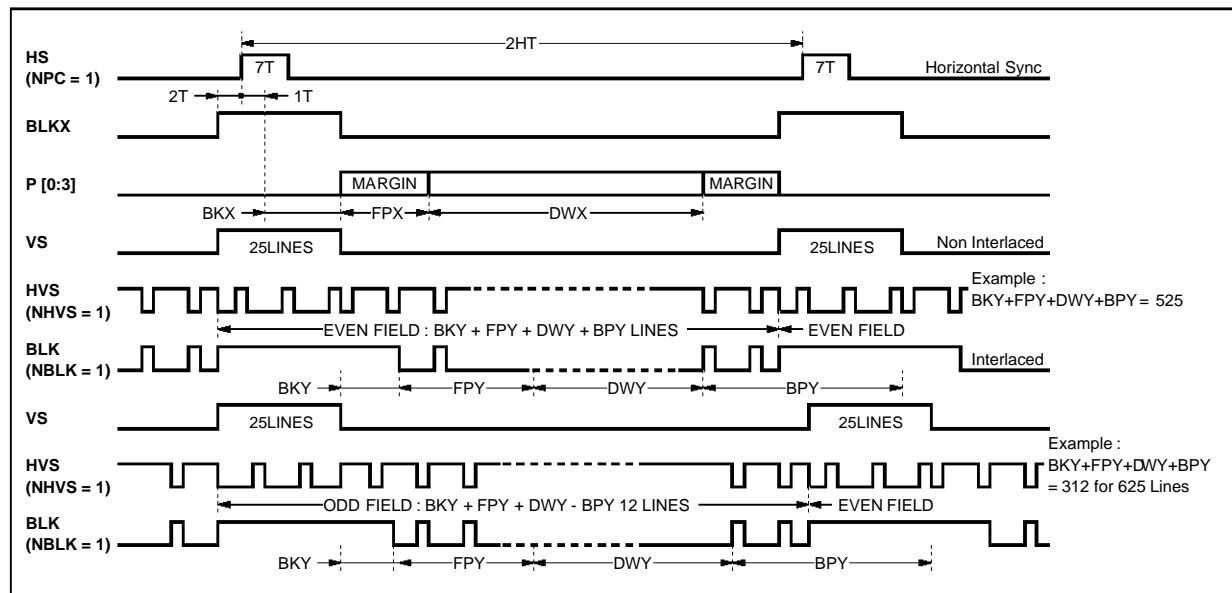 2HT
HS
(NPC = 1)
7T
7T
Horizontal Sync
2T
1T
BLKX
P [0:3]
MARGIN
MARGIN
BKX
FPX
DWX
VS
25LINES
25LINES
Non Interlaced
HVS
(NHVS = 1)
Example :
BKY+FPY+DWY+BPY = 525
EVEN FIELD : BKY + FPY + DWY + BPY LINES
EVEN FIELD
BLK
(NBLK = 1)
Interlaced
BKY
FPY
DWY
BPY
VS
25LINES
25LINES
HVS
(NHVS = 1)
Example :
BKY+FPY+DWY+BPY
= 312 for 625 Lines
ODD FIELD : BKY + FPY + DWY - BPY 12 LINES
EVEN FIELD
BLK
(NBLK = 1)
BKY
FPY
DWY
BPY